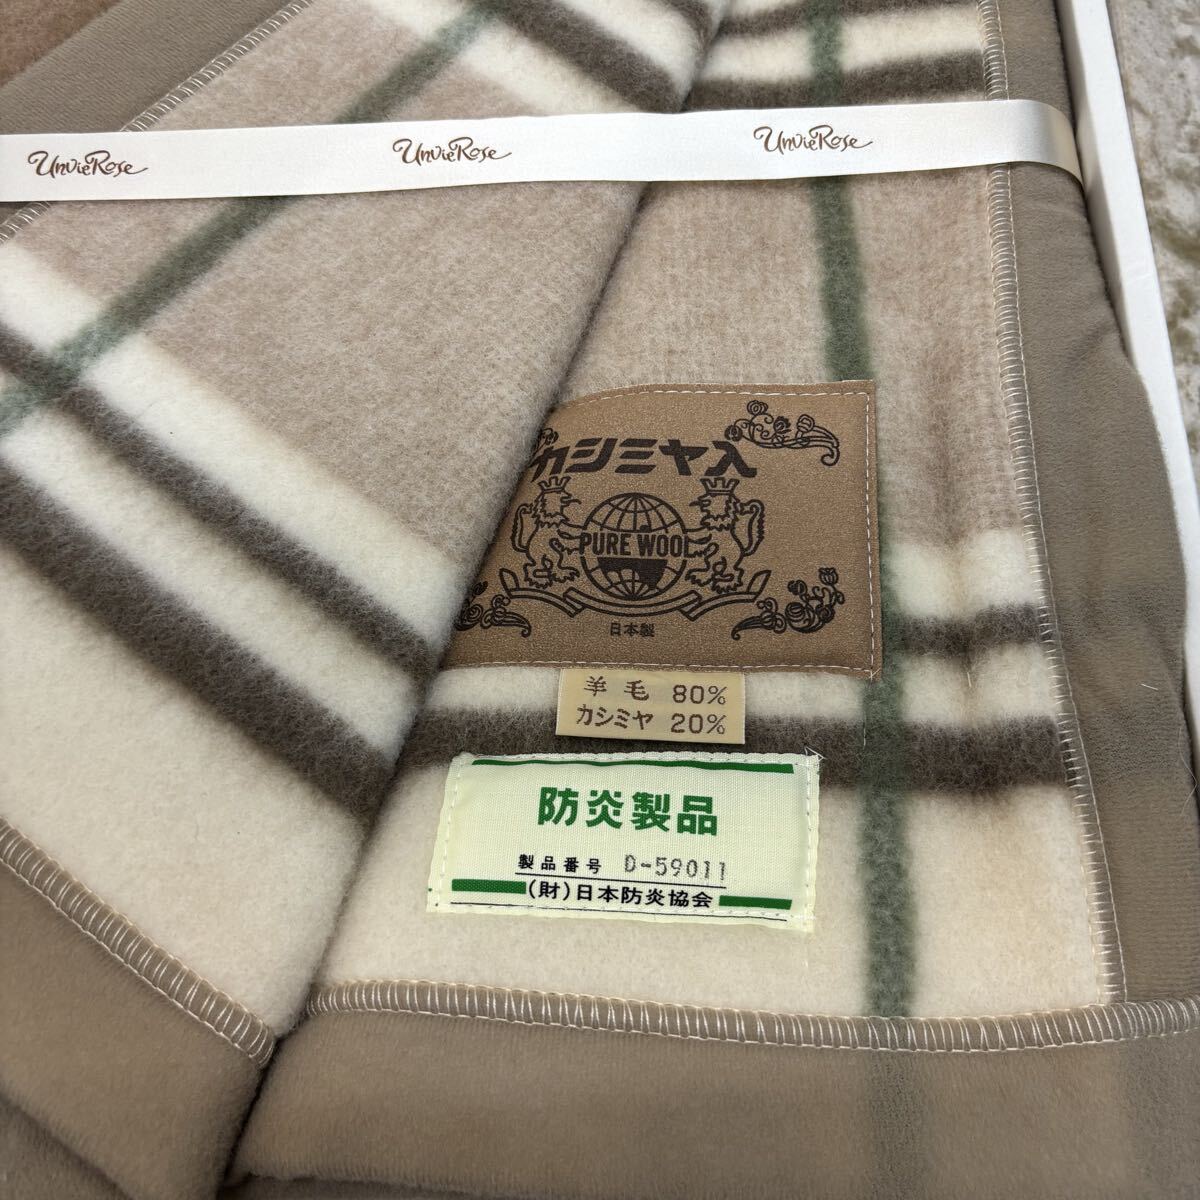 UnvieRose UnvieRose UnvieRose
カシミヤ入
PURE WOOL
日本製
羊毛 80%
カシミヤ 20%
防炎製品
製品番号 D-59011
(財)日本防炎協会